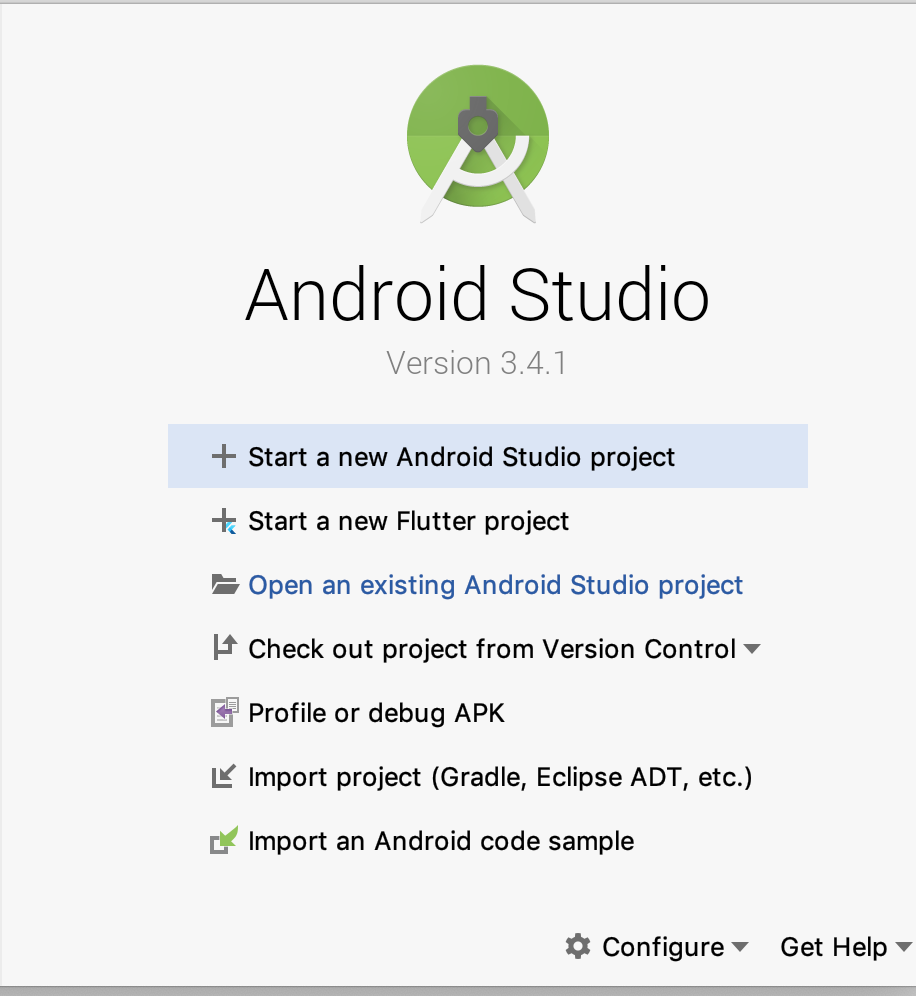 Android Studio
Version 3.4.1
Start a new Android Studio project
Start a new Flutter project
Open an existing Android Studio project
Check out project from Version Control
Profile or debug APK
Import project (Gradle, Eclipse ADT, etc.)
Import an Android code sample
Configure Get Help